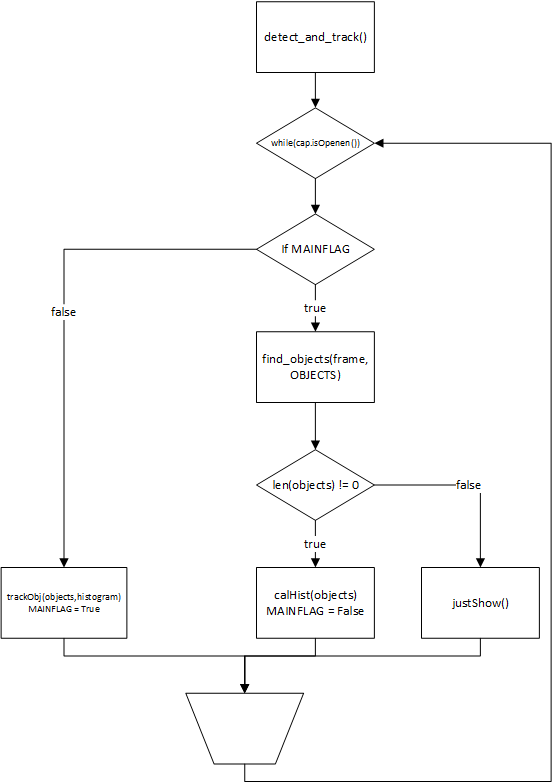 detect_and_track()
while(cap.isOpenen())
If MAINFLAG
false
true
find_objects(frame,
OBJECTS)
len(objects) != 0
false
true
trackObj(objects,histogram)
MAINFLAG = True
calHist(objects)
MAINFLAG = False
justShow()